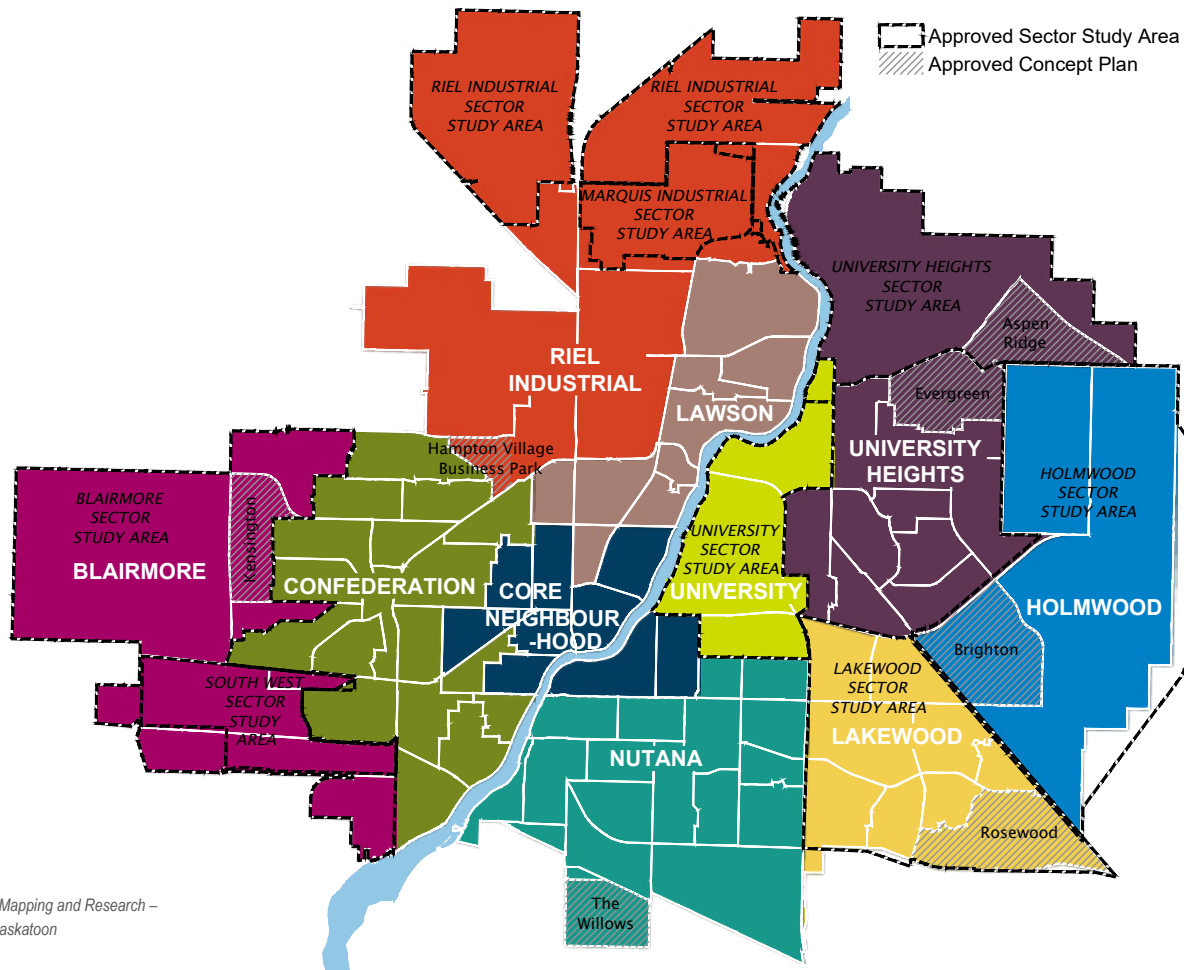 Approved Sector Study Area
Approved Concept Plan
RIEL INDUSTRIAL
SECTOR
STUDY AREA
RIEL INDUSTRIAL
SECTOR
STUDY AREA
MARQUIS INDUSTRIAL
SECTOR
STUDY AREA
UNIVERSITY HEIGHTS
SECTOR
STUDY AREA
Aspen
Ridge
RIEL
INDUSTRIAL
LAWSON
Evergreen
UNIVERSITY
HEIGHTS
Hampton Village
Business Park
HOLMWOOD
SECTOR
STUDY AREA
BLAIRMORE
SECTOR
STUDY AREA
BLAIRMORE
Kensington
CONFEDERATION
CORE
NEIGHBOUR
-HOOD
UNIVERSITY
SECTOR
STUDY AREA
UNIVERSITY
HOLMWOOD
Brighton
SOUTH WEST
SECTOR
STUDY
AREA
LAKEWOOD
SECTOR
STUDY AREA
LAKEWOOD
NUTANA
Rosewood
The
Willows
Mapping and Research –
askatoon